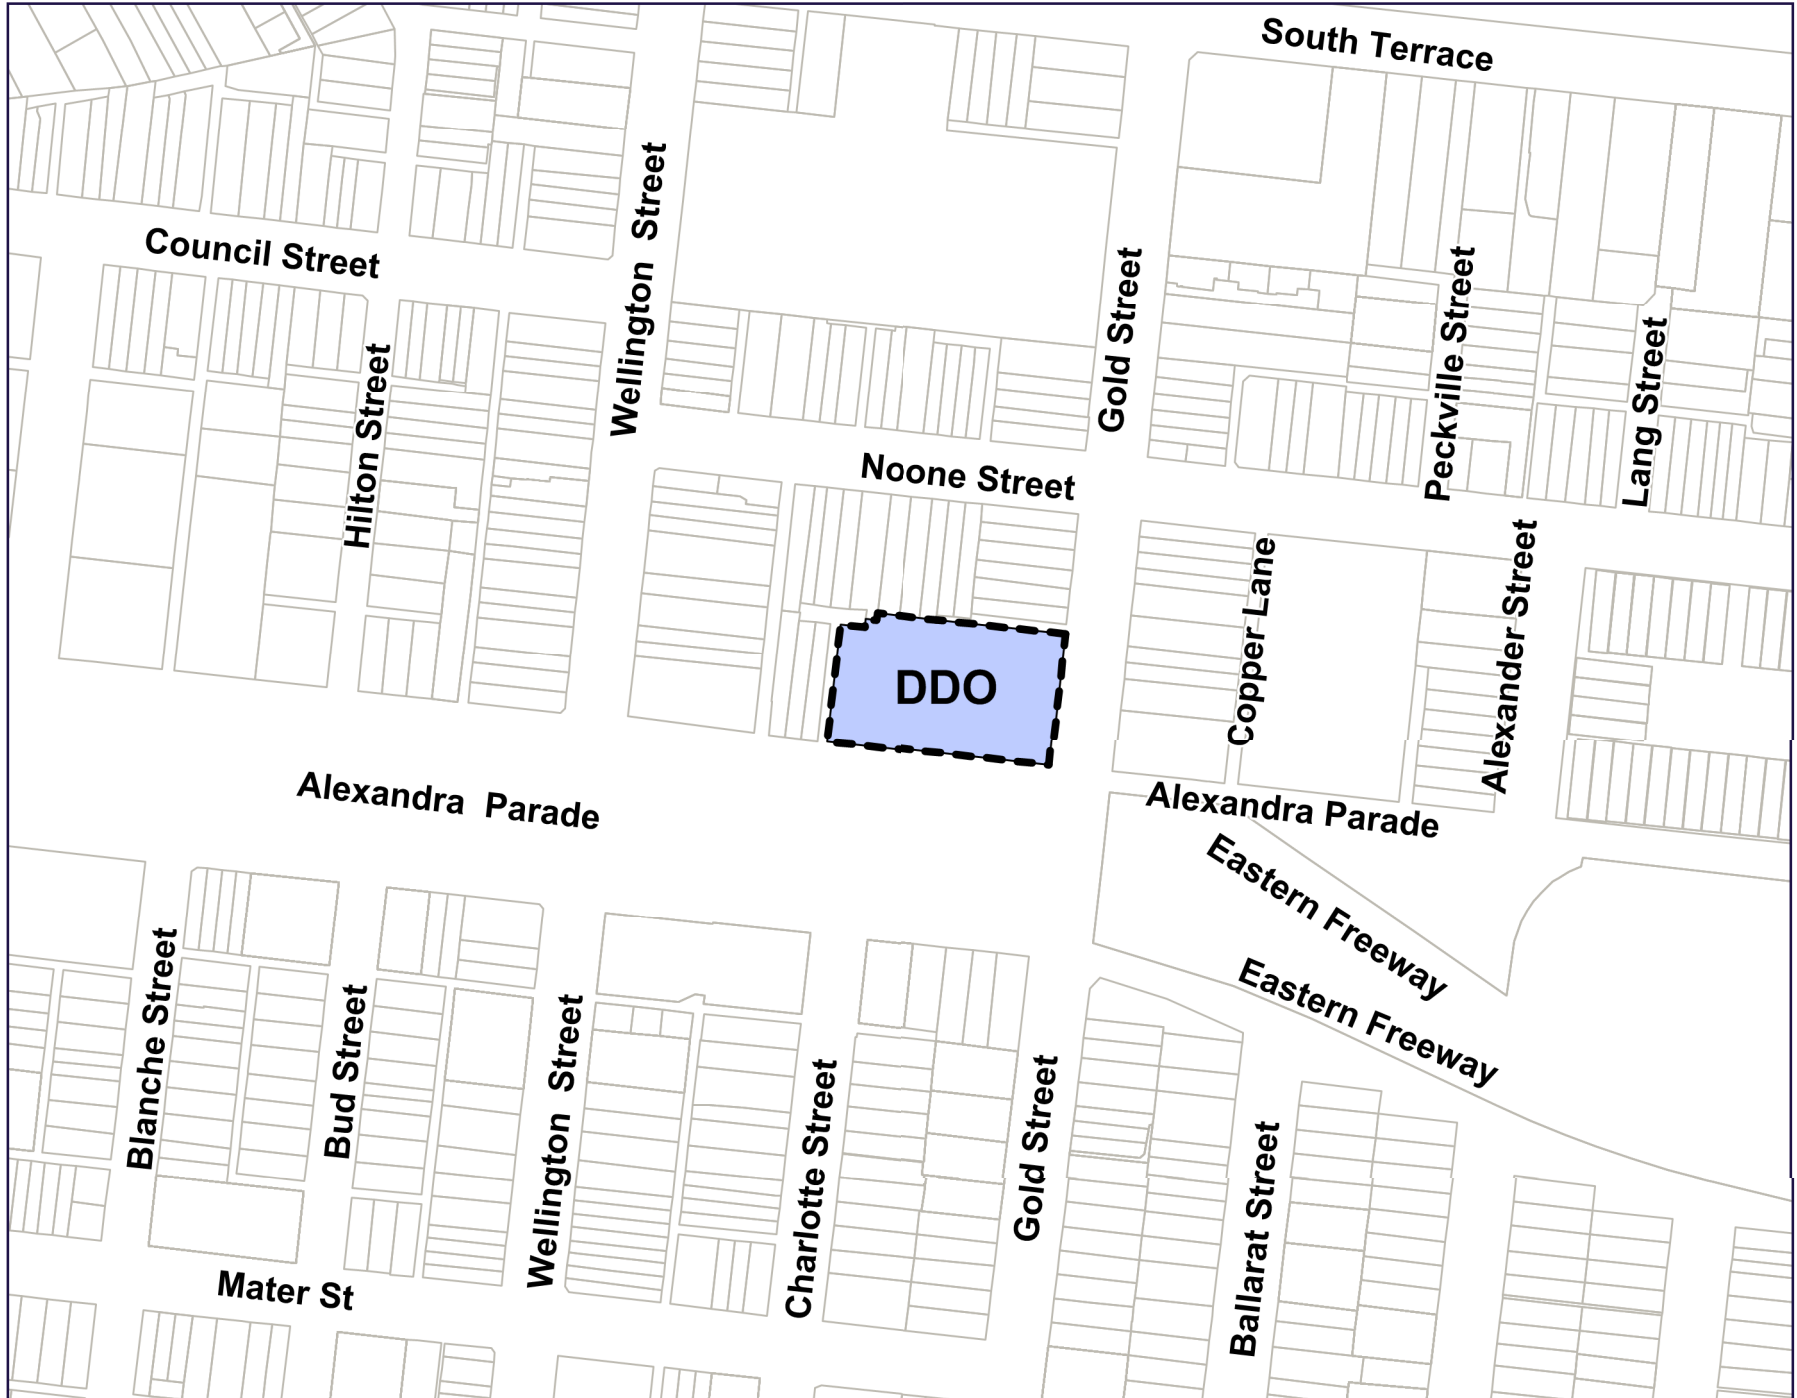 South Terrace
Council Street
Wellington Street
Gold Street
Peckville Street
Lang Street
Hilton Street
Noone Street
Copper Lane
Alexander Street
DDO
Alexandra Parade
Alexandra Parade
Eastern Freeway
Eastern Freeway
Blanche Street
Bud Street
Wellington Street
Charlotte Street
Gold Street
Ballarat Street
Mater St